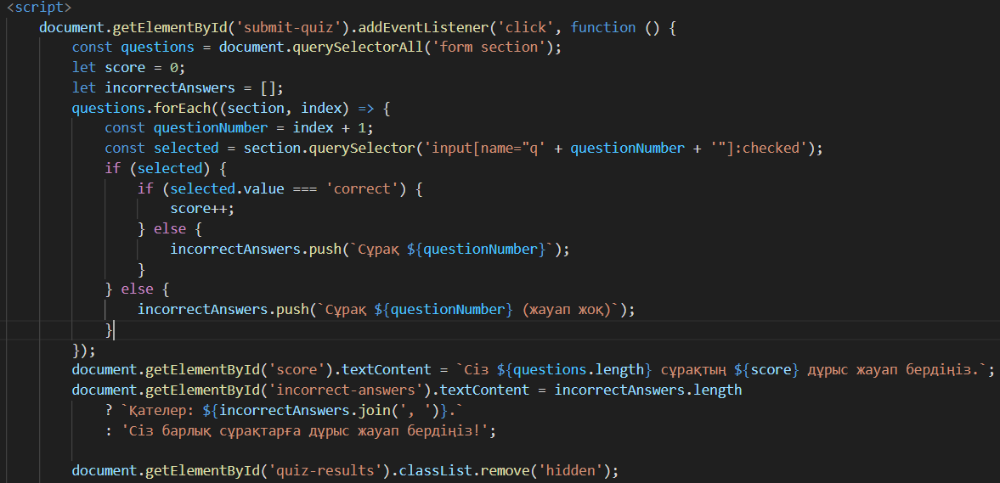 <script>
    document.getElementById('submit-quiz').addEventListener('click', function () {
        const questions = document.querySelectorAll('form section');
        let score = 0;
        let incorrectAnswers = [];
        questions.forEach((section, index) => {
            const questionNumber = index + 1;
            const selected = section.querySelector('input[name="q' + questionNumber + '"]:checked');
            if (selected) {
                if (selected.value === 'correct') {
                    score++;
                } else {
                    incorrectAnswers.push(`Сұрақ ${questionNumber}`);
                }
            } else {
                incorrectAnswers.push(`Сұрақ ${questionNumber} (жауап жоқ)`);
            }
        });
        document.getElementById('score').textContent = `Сіз ${questions.length} сұрақтың ${score} дұрыс жауап бердіңіз.`;
        document.getElementById('incorrect-answers').textContent = incorrectAnswers.length
            ? `Қателер: ${incorrectAnswers.join(', ')}.`
            : 'Сіз барлық сұрақтарға дұрыс жауап бердіңіз!';
        document.getElementById('quiz-results').classList.remove('hidden');